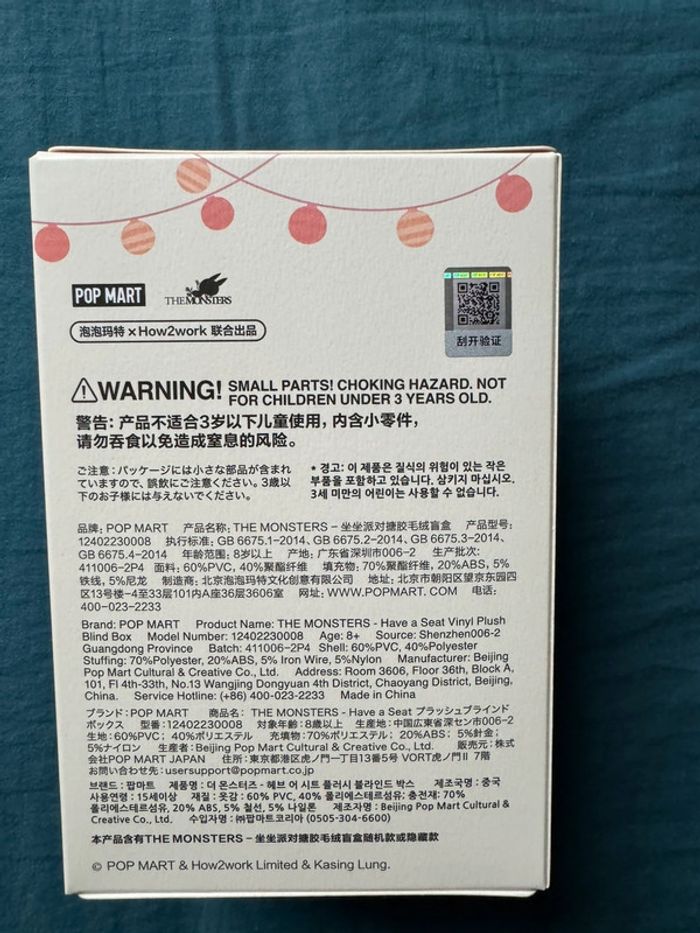 POP MART THE MONSTERS
泡泡玛特×How2work 联合出品
刮开验证
WARNING! SMALL PARTS! CHOKING HAZARD. NOT
FOR CHILDREN UNDER 3 YEARS OLD.
警告: 产品不适合3岁以下儿童使用，内含小零件，
请勿吞食以免造成窒息的风险。
ご注意：パッケージには小さな部品が含まれ
ていますので、誤飲にご注意ください。3歳以
下のお子様には与えないでください。
* 경고: 이 제품은 질식의 위험이 있는 작은
부품을 포함하고 있습니다. 삼키지 마십시오.
3세 미만의 어린이는 사용할 수 없습니다.
品牌: POP MART 产品名称: THE MONSTERS – 坐坐派对搪胶毛绒盲盒 产品型号:
12402230008 执行标准: GB 6675.1–2014、GB 6675.2–2014、GB 6675.3–2014、
GB 6675.4–2014 年龄范围: 8岁以上 产地: 广东省深圳市006–2 生产批次:
411006-2P4 面料: 60%PVC, 40%聚酯纤维 填充物: 70%聚酯纤维, 20%ABS, 5%
铁线, 5%尼龙 制造商: 北京泡泡玛特文化创意有限公司 地址: 北京市朝阳区望京东园四
区13号楼-4至33层101内A座36层3606室 网址: WWW.POPMART.COM 电话:
400-023-2233
Brand: POP MART Product Name: THE MONSTERS - Have a Seat Vinyl Plush
Blind Box Model Number: 12402230008 Age: 8+ Source: Shenzhen006-2
Guangdong Province Batch: 411006-2P4 Shell: 60%PVC, 40%Polyester
Stuffing: 70%Polyester, 20%ABS, 5% Iron Wire, 5%Nylon Manufacturer: Beijing
Pop Mart Cultural & Creative Co., Ltd. Address: Room 3606, Floor 36th, Block A,
101, Fl 4th-33th, No.13 Wangjing Dongyuan 4th District, Chaoyang District, Beijing,
China. Service Hotline: (+86) 400-023-2233 Made in China
ブランド：POP MART 商品名： THE MONSTERS - Have a Seat プラッシュブラインド
ボックス 型番：12402230008 対象年齢：8歳以上 生産地：中国広東省深セン市006-2
生地：60%PVC；40%ポリエステル 充填物：70%ポリエステル；20%ABS；5%針金；
5%ナイロン 生産者：Beijing Pop Mart Cultural & Creative Co., Ltd. 販売元：株式
会社POP MART JAPAN 住所：東京都港区虎ノ門一丁目13番5号 VORT虎ノ門II 7階
お問い合わせ先：usersupport@popmart.co.jp
브랜드 : 팝마트 제품명 : 더 몬스터즈 - 헤브 어 시트 플러시 블라인드 박스 제조국명 : 중국
사용연령 : 15세이상 재질 : 옷감 : 60% PVC, 40% 폴리에스테르섬유; 충전재: 70%
폴리에스테르섬유, 20% ABS, 5% 철선, 5% 나일론 제조자명 : Beijing Pop Mart Cultural &
Creative Co., Ltd. 수입자명 : ㈜팝마트코리아 (0505-304-6600)
本产品含有THE MONSTERS – 坐坐派对搪胶毛绒盲盒随机款或隐藏款
© POP MART & How2work Limited & Kasing Lung.